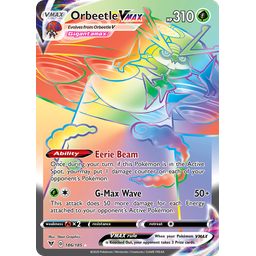 VMAX Orbeetle VMAX HP310
Evolves from Orbeetle V
Gigantamax
Ability Eerie Beam
Once during your turn, if this Pokémon is in the
Active Spot, you may put 1 damage counter on each of your
opponent's Pokémon.
G-Max Wave 50+
This attack does 50 more damage for each Energy
attached to your opponent's Active Pokémon.
weakness ×2 resistance retreat
VMAX rule When your Pokémon VMAX
is Knocked Out, your opponent takes 3 Prize cards.
186/185